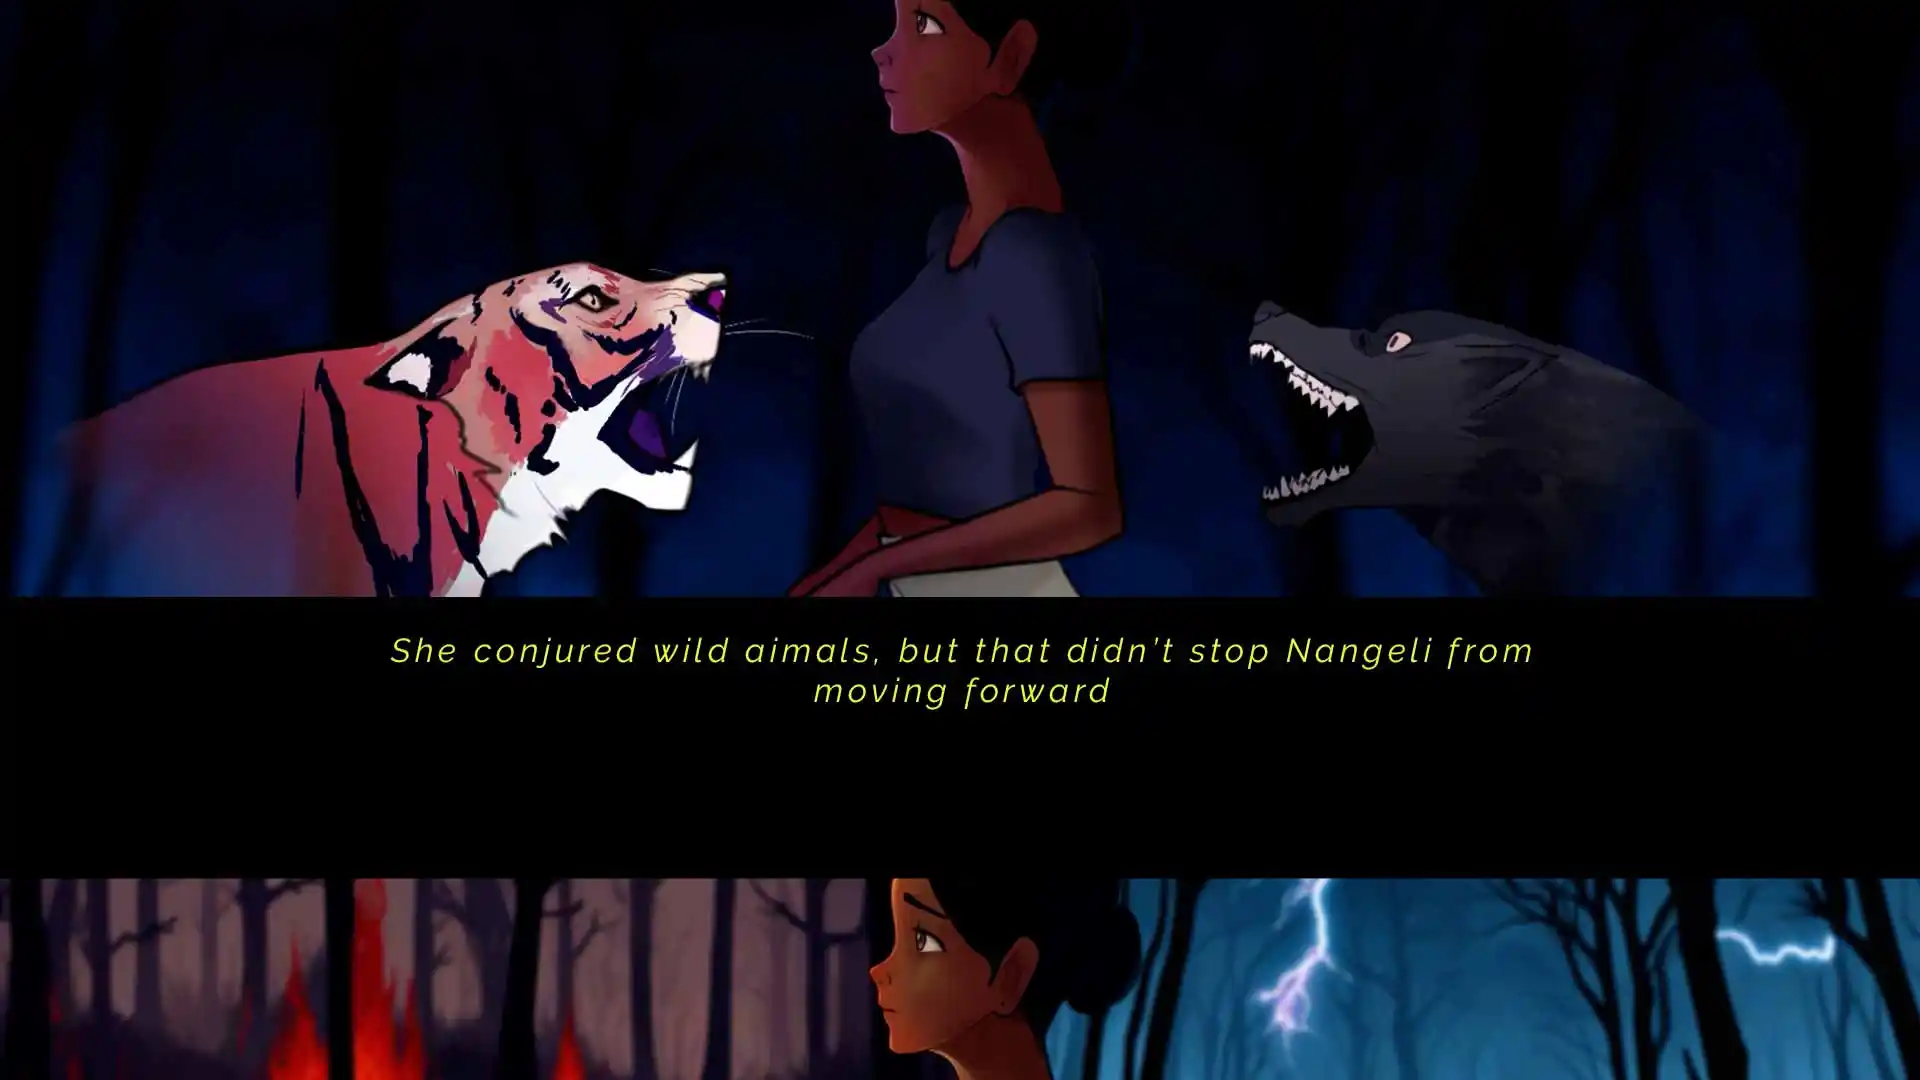 She conjured wild aimals, but that didn’t stop Nangeli from
moving forward